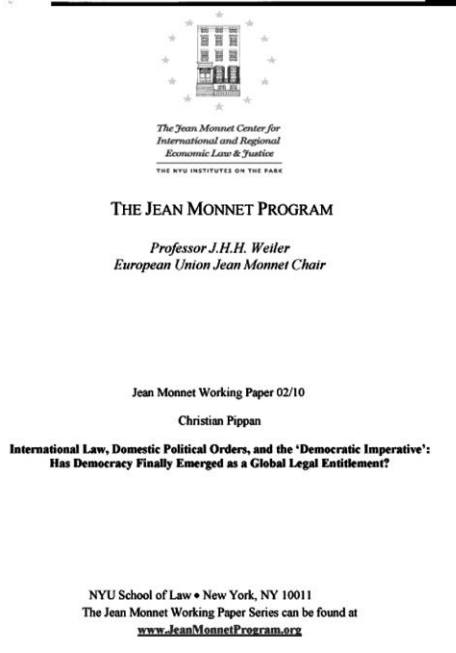 The Jean Monnet Center for
International and Regional
Economic Law & Justice
THE NYU INSTITUTES ON THE PARK
THE JEAN MONNET PROGRAM
Professor J.H.H. Weiler
European Union Jean Monnet Chair
Jean Monnet Working Paper 02/10
Christian Pippan
International Law, Domestic Political Orders, and the ‘Democratic Imperative’:
Has Democracy Finally Emerged as a Global Legal Entitlement?
NYU School of Law • New York, NY 10011
The Jean Monnet Working Paper Series can be found at
www.JeanMonnetProgram.org